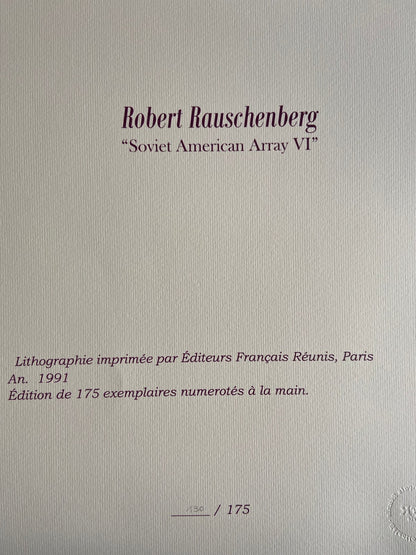 Robert Rauschenberg
“Soviet American Array VI”
Lithographie imprimée par Éditeurs Français Réunis, Paris
An. 1991
Édition de 175 exemplaires numerotés à la main.
130 / 175